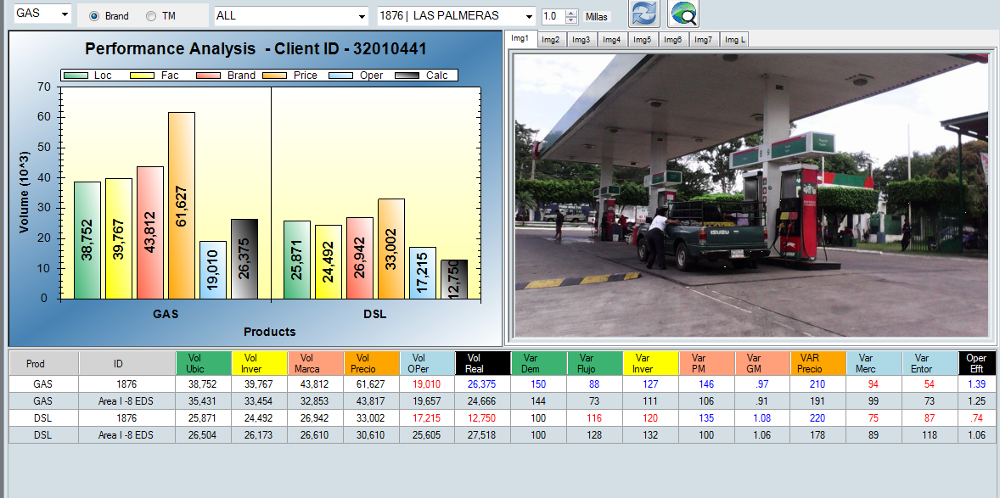 GAS Brand TM ALL 1876 | LAS PALMERAS 1.0 Millas
Img1 Img2 Img3 Img4 Img5 Img6 Img7 Img L
Performance Analysis - Client ID - 32010441
Loc Fac Brand Price Oper Calc
Volume (10^3)
70
60
50
40
30
20
10
0
38,752 39,767 43,812 61,627 19,010 26,375 25,871 24,492 26,942 33,002 17,215 12,750
GAS DSL
Products
ISUZU
Prod ID Vol Ubic Vol Inver Vol Marca Vol Precio Vol OPer Vol Real Var Dem Var Flujo Var Inver Var PM Var GM VAR Precio Var Merc Var Entor Oper Efft
GAS 1876 38,752 39,767 43,812 61,627 19,010 26,375 150 88 127 146 .97 210 94 54 1.39
GAS Area I -8 EDS 35,431 33,454 32,853 43,817 19,657 24,666 144 73 111 106 .91 191 99 73 1.25
DSL 1876 25,871 24,492 26,942 33,002 17,215 12,750 100 116 120 135 1.08 220 75 87 .74
DSL Area I -8 EDS 26,504 26,173 26,610 30,610 25,605 27,518 100 128 132 100 1.06 178 89 118 1.06